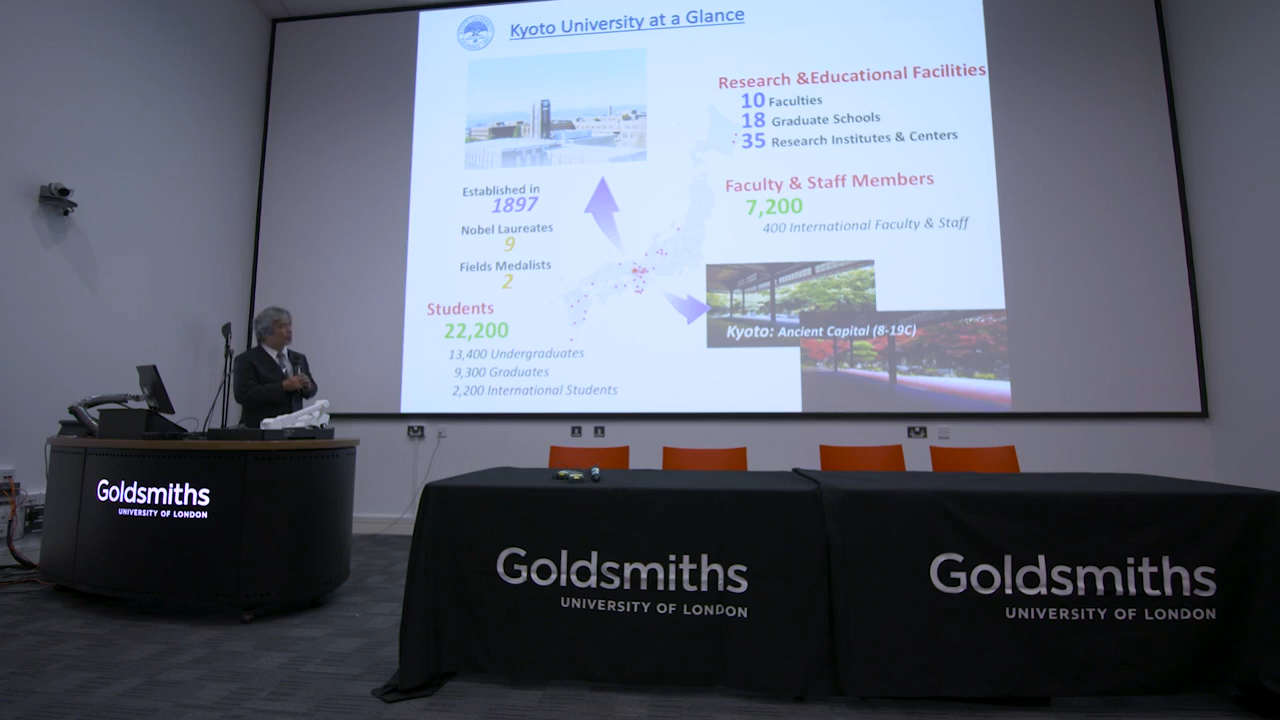 Kyoto University at a Glance
Established in
1897
Nobel Laureates
9
Fields Medalists
2
Students
22,200
13,400 Undergraduates
9,300 Graduates
2,200 International Students
Research &Educational Facilities
10 Faculties
18 Graduate Schools
35 Research Institutes & Centers
Faculty & Staff Members
7,200
400 International Faculty & Staff
Kyoto: Ancient Capital (8-19C)
Goldsmiths
UNIVERSITY OF LONDON
Goldsmiths
UNIVERSITY OF LONDON
Goldsmiths
UNIVERSITY OF LONDON